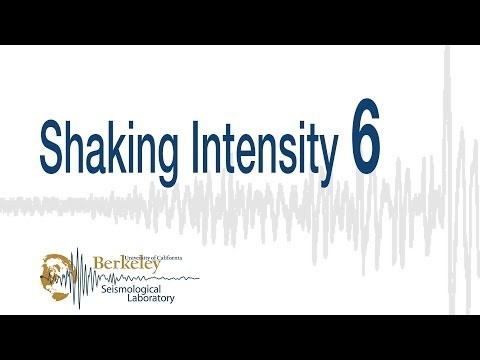 Shaking Intensity 6
University of California
Berkeley
Seismological
Laboratory